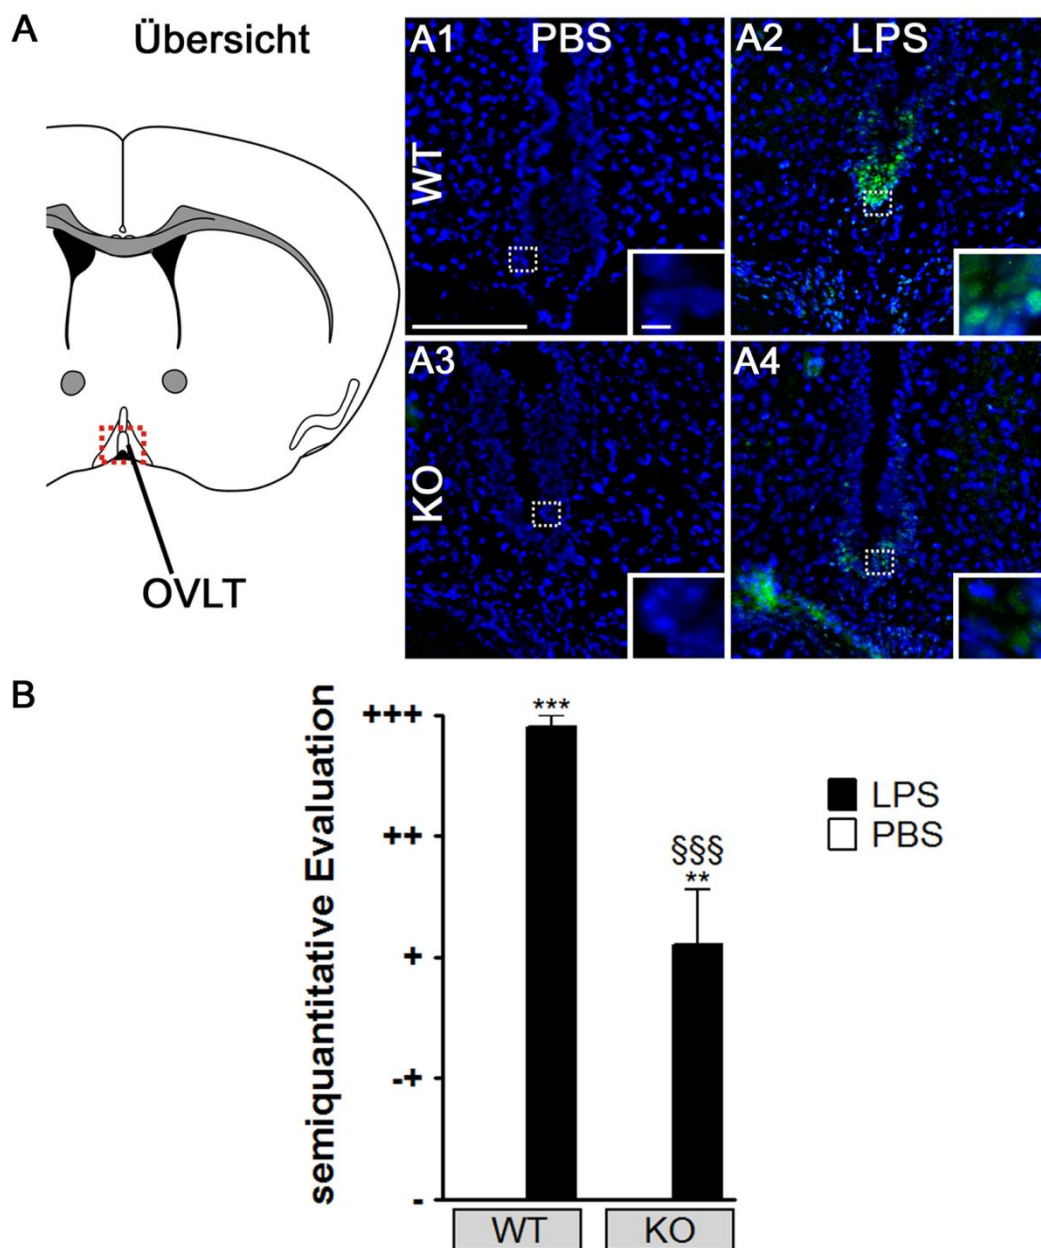 A
Übersicht
A1
PBS
A2
LPS
WT
A3
A4
KO
OVLT
B
semiquantitative Evaluation
+++
++
+
-+
-
***
§§§
**
LPS
PBS
WT
KO